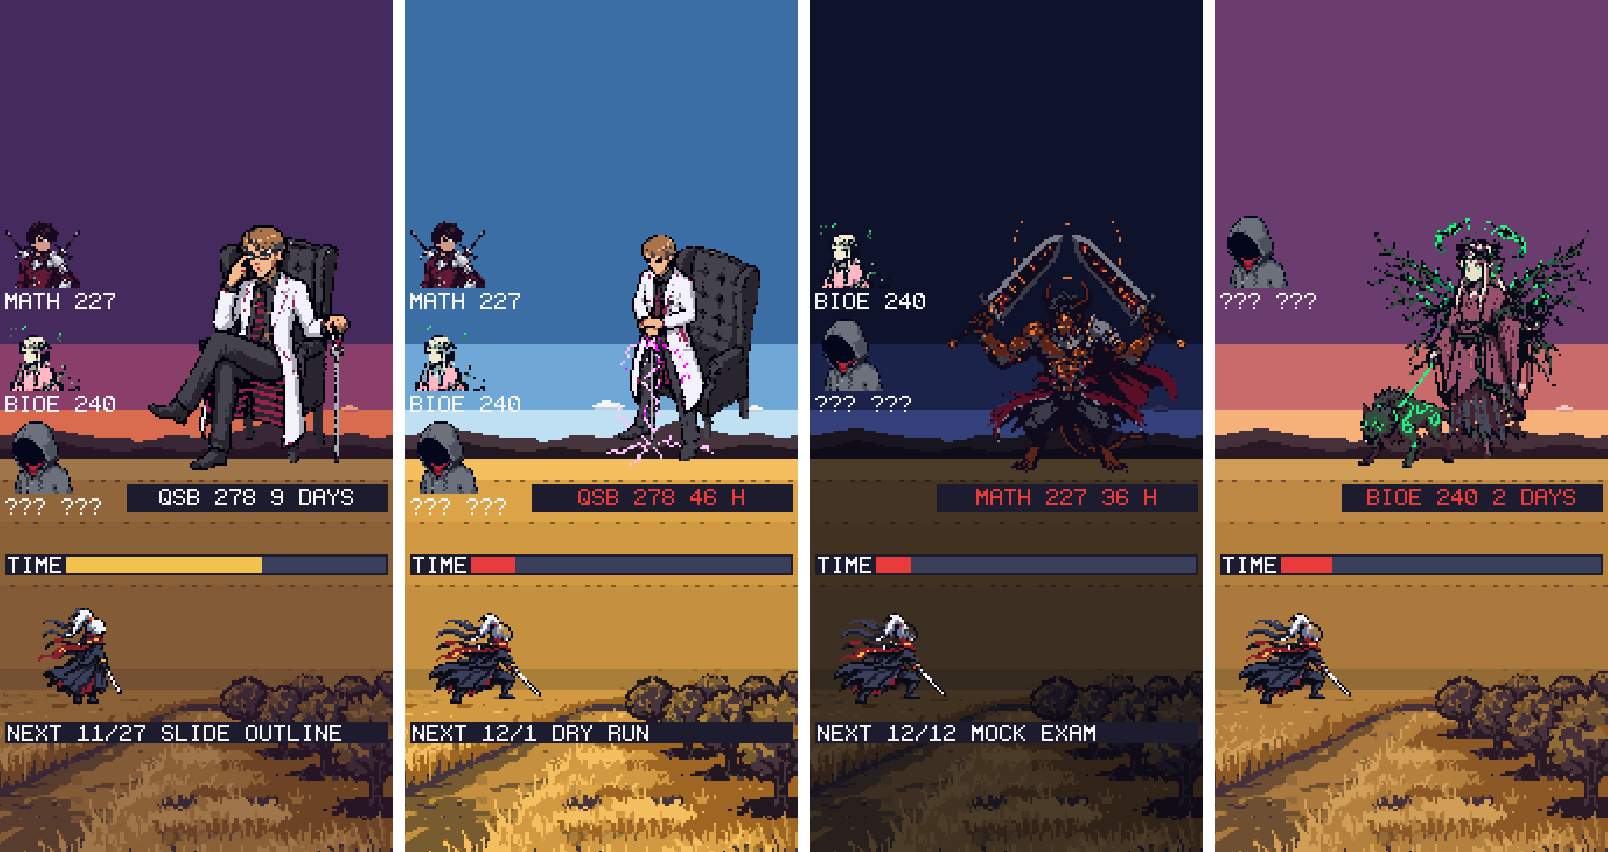 MATH 227
BIOE 240
??? ???
QSB 278 9 DAYS
TIME
NEXT 11/27 SLIDE OUTLINE
MATH 227
BIOE 240
??? ???
QSB 278 46 H
TIME
NEXT 12/1 DRY RUN
BIOE 240
??? ???
MATH 227 36 H
TIME
NEXT 12/12 MOCK EXAM
??? ???
BIOE 240 2 DAYS
TIME